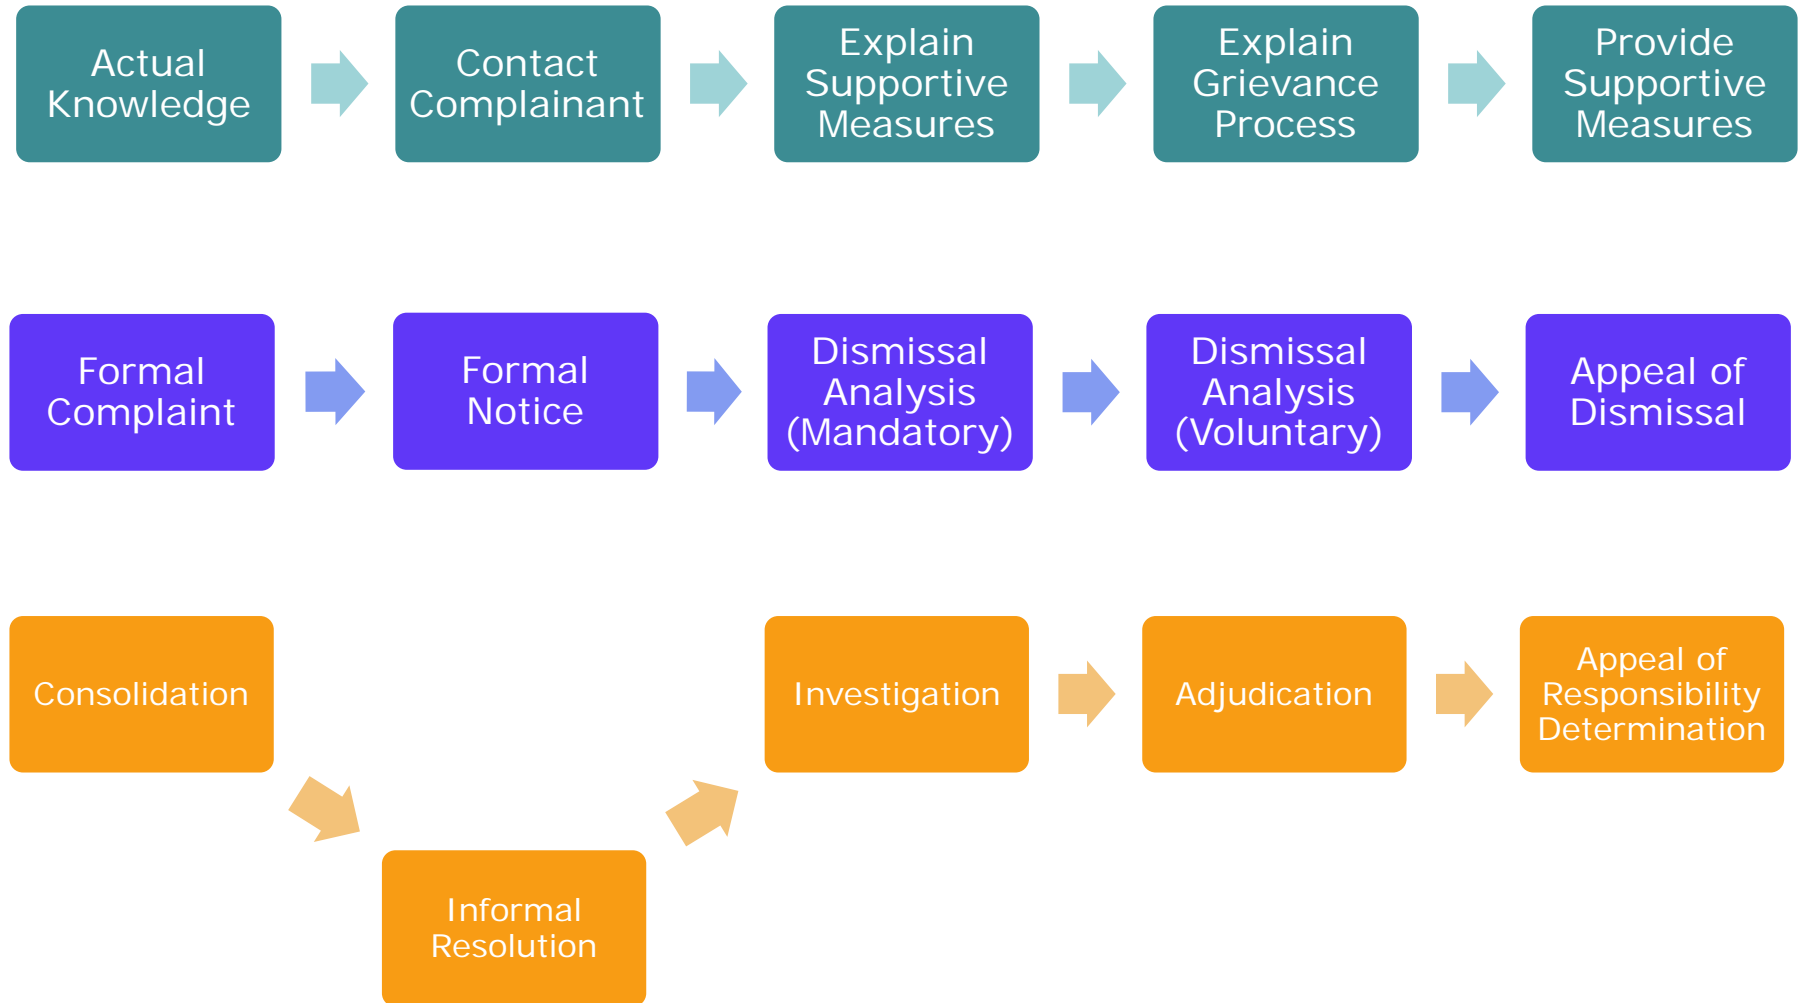 Actual
Knowledge
Contact
Complainant
Explain
Supportive
Measures
Explain
Grievance
Process
Provide
Supportive
Measures
Formal
Complaint
Formal
Notice
Dismissal
Analysis
(Mandatory)
Dismissal
Analysis
(Voluntary)
Appeal of
Dismissal
Consolidation
Informal
Resolution
Investigation
Adjudication
Appeal of
Responsibility
Determination